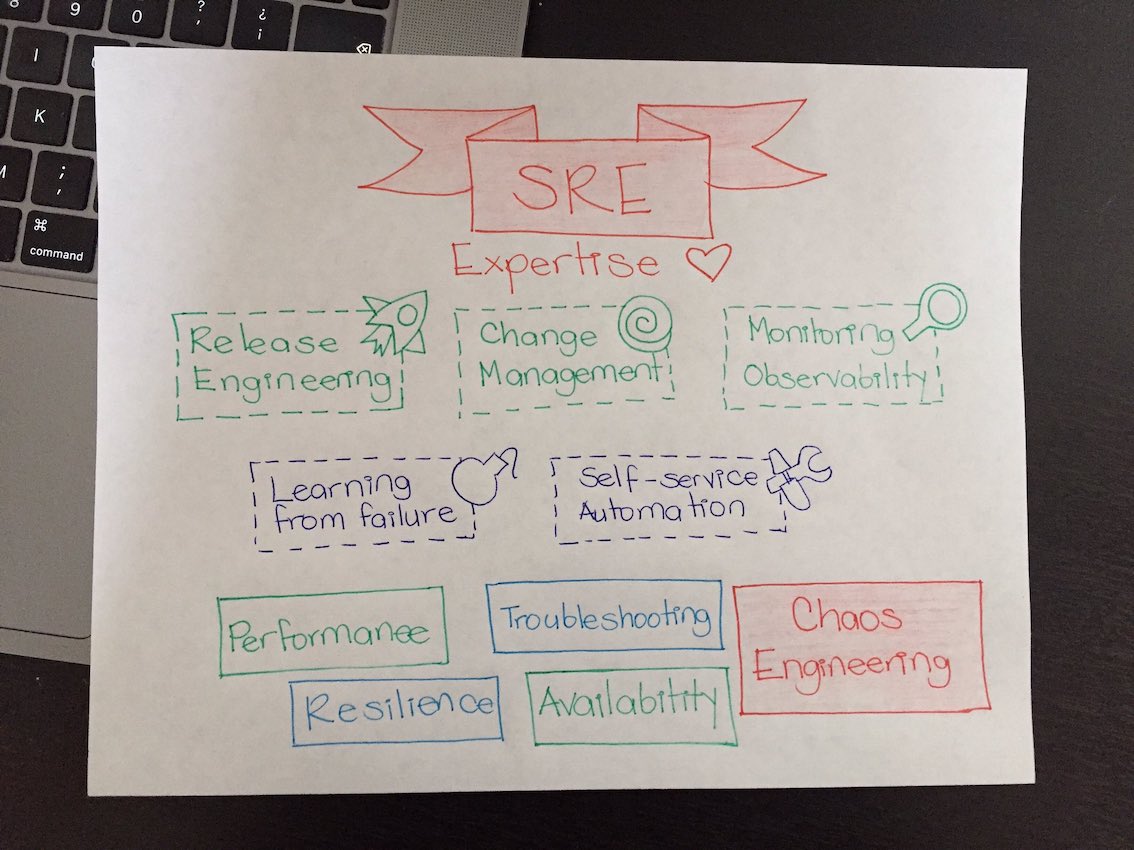 9
0
?
¿
¡
I
K
M
;
,
⌘
command
SRE
Expertise
Release
Engineering
Change
Management
Monitoring
Observability
Learning
from failure
Self-service
Automation
Performance
Troubleshooting
Chaos
Engineering
Resilience
Availability